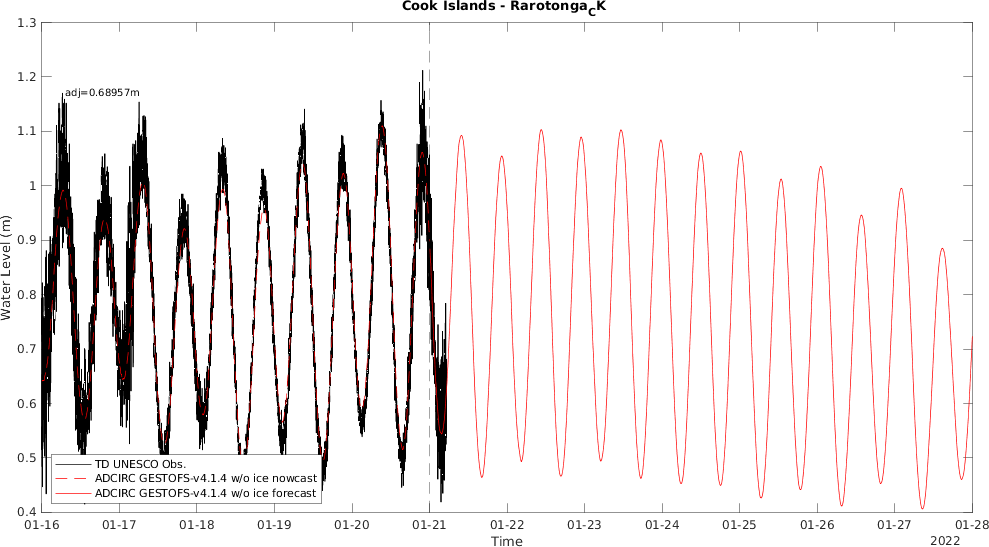 Cook Islands - Rarotonga_CK
adj=0.68957m
Water Level (m)
1.3
1.2
1.1
1
0.9
0.8
0.7
0.6
0.5
0.4
TD UNESCO Obs.
ADCIRC GESTOFS-v4.1.4 w/o ice nowcast
ADCIRC GESTOFS-v4.1.4 w/o ice forecast
01-16 01-17 01-18 01-19 01-20 01-21 01-22 01-23 01-24 01-25 01-26 01-27 01-28
Time
2022